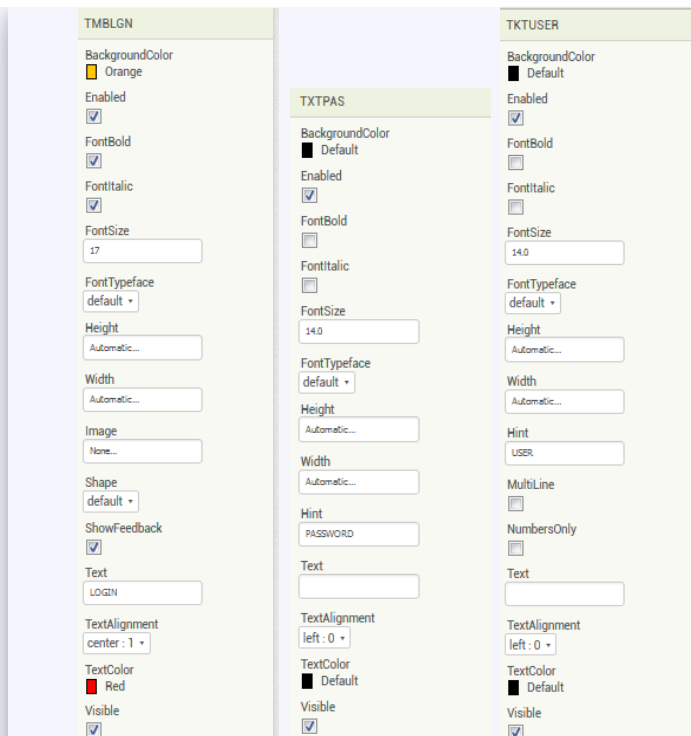 TMBLGN
BackgroundColor
Orange
Enabled
FontBold
FontItalic
FontSize
17
FontTypeface
default
Height
Automatic...
Width
Automatic...
Image
None...
Shape
default
ShowFeedback
Text
LOGIN
TextAlignment
center : 1
TextColor
Red
Visible
TXTPAS
BackgroundColor
Default
Enabled
FontBold
FontItalic
FontSize
14.0
FontTypeface
default
Height
Automatic...
Width
Automatic...
Hint
PASSWORD
Text
TextAlignment
left : 0
TextColor
Default
Visible
TKTUSER
BackgroundColor
Default
Enabled
FontBold
FontItalic
FontSize
14.0
FontTypeface
default
Height
Automatic...
Width
Automatic...
Hint
USER
MultiLine
NumbersOnly
Text
TextAlignment
left : 0
TextColor
Default
Visible